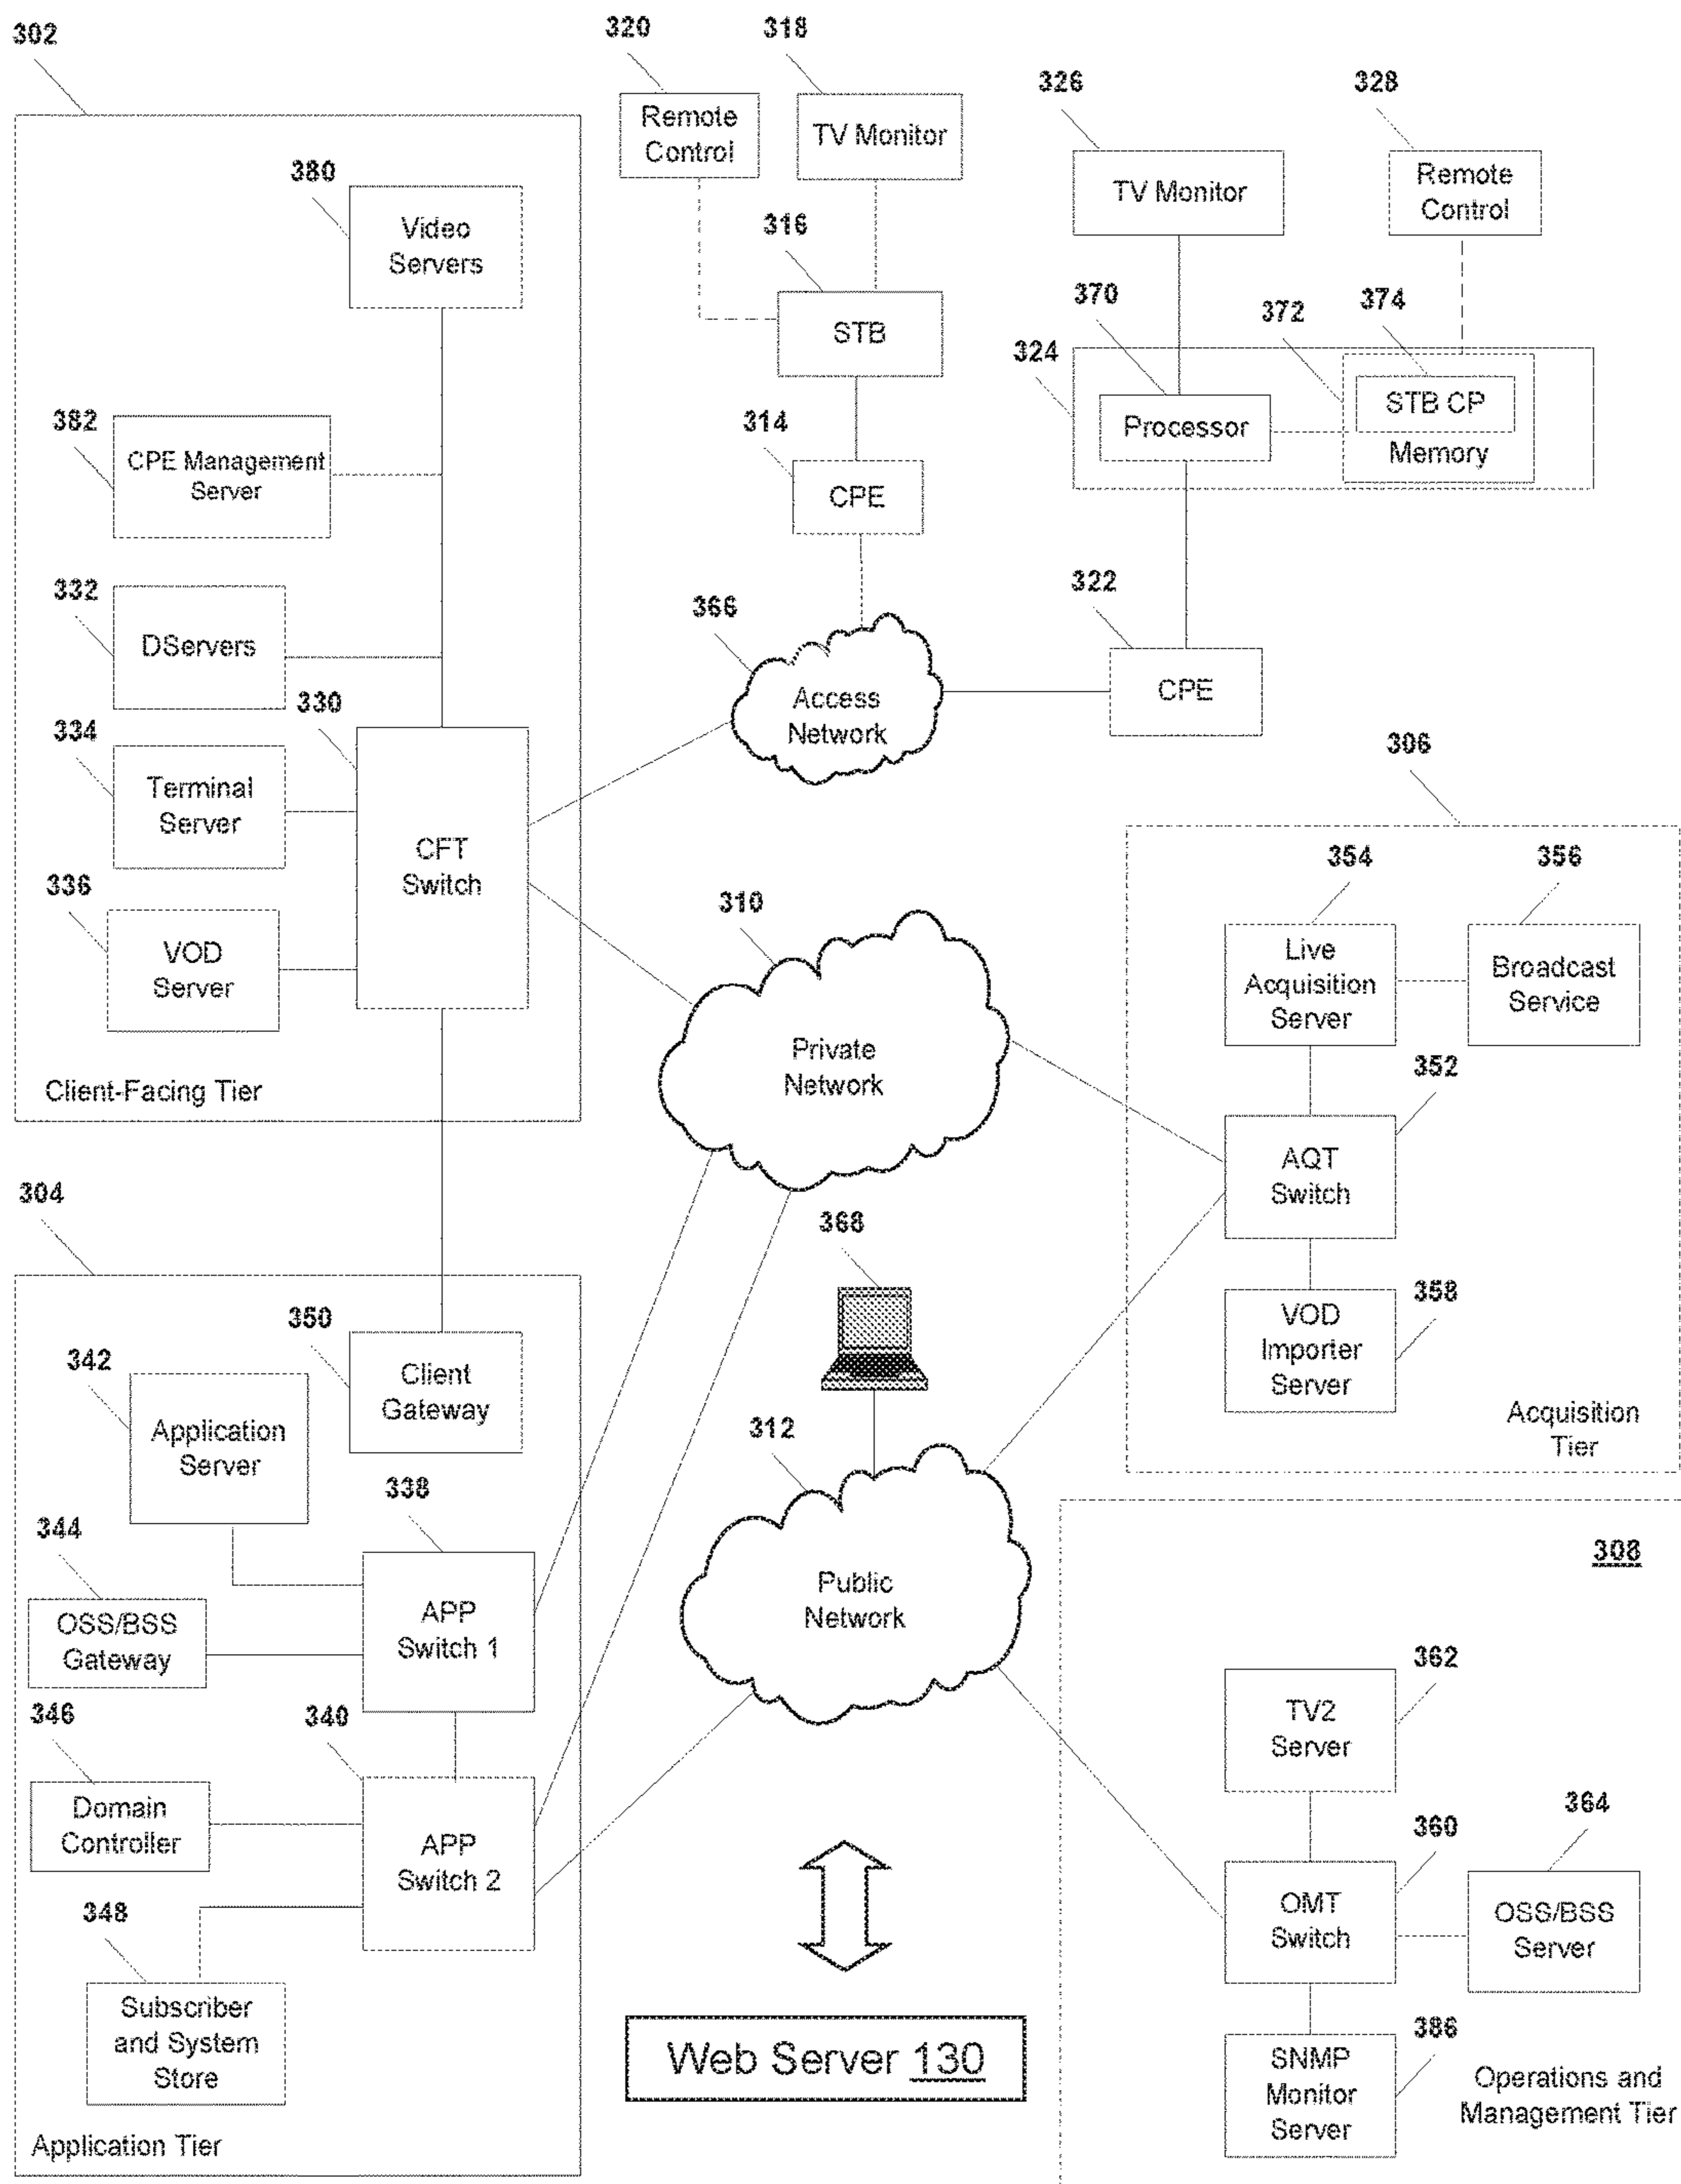 302
380
Video
Servers
382
CPE Management
Server
332
DServers
330
334
Terminal
Server
CFT
Switch
336
VOD
Server
Client-Facing Tier
320
Remote
Control
318
TV Monitor
316
STB
314
CPE
326
TV Monitor
328
Remote
Control
370
372
374
324
STB CP
Processor
Memory
322
CPE
366
Access
Network
310
Private
Network
306
354
Live
Acquisition
Server
356
Broadcast
Service
352
AQT
Switch
358
VOD
Importer
Server
Acquisition
Tier
304
350
Client
Gateway
342
Application
Server
338
344
OSS/BSS
Gateway
APP
Switch 1
346
340
Domain
Controller
APP
Switch 2
348
Subscriber
and System
Store
Application Tier
368
312
Public
Network
Web Server 130
308
362
TV2
Server
360
OMT
Switch
364
OSS/BSS
Server
386
SNMP
Monitor
Server
Operations and
Management Tier